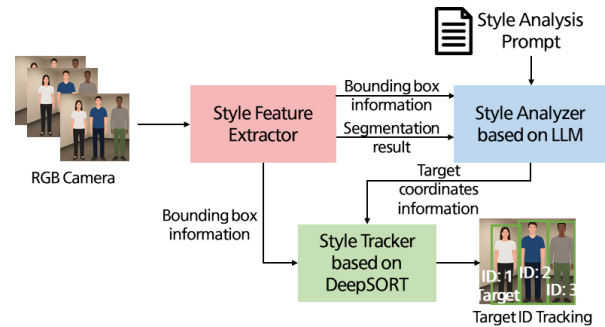 Style Analysis
Prompt
Bounding box
information
Style Feature
Extractor
Segmentation
result
Style Analyzer
based on LLM
RGB Camera
Target
coordinates
information
Bounding box
information
Style Tracker
based on
DeepSORT
ID: 1
Target
ID: 2
ID: 3
Target ID Tracking